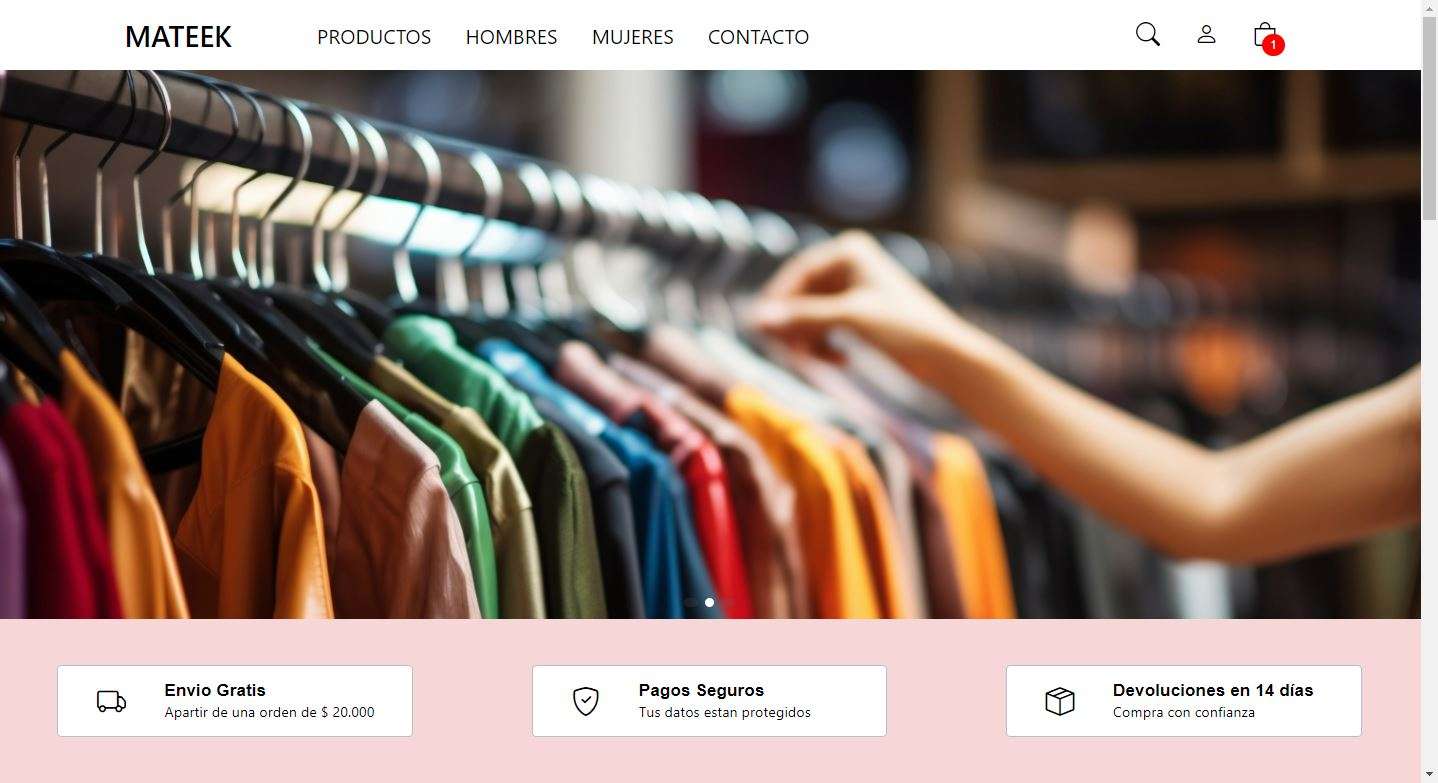 MATEEK PRODUCTOS HOMBRES MUJERES CONTACTO
1
Envio Gratis
Apartir de una orden de $ 20.000
Pagos Seguros
Tus datos estan protegidos
Devoluciones en 14 días
Compra con confianza